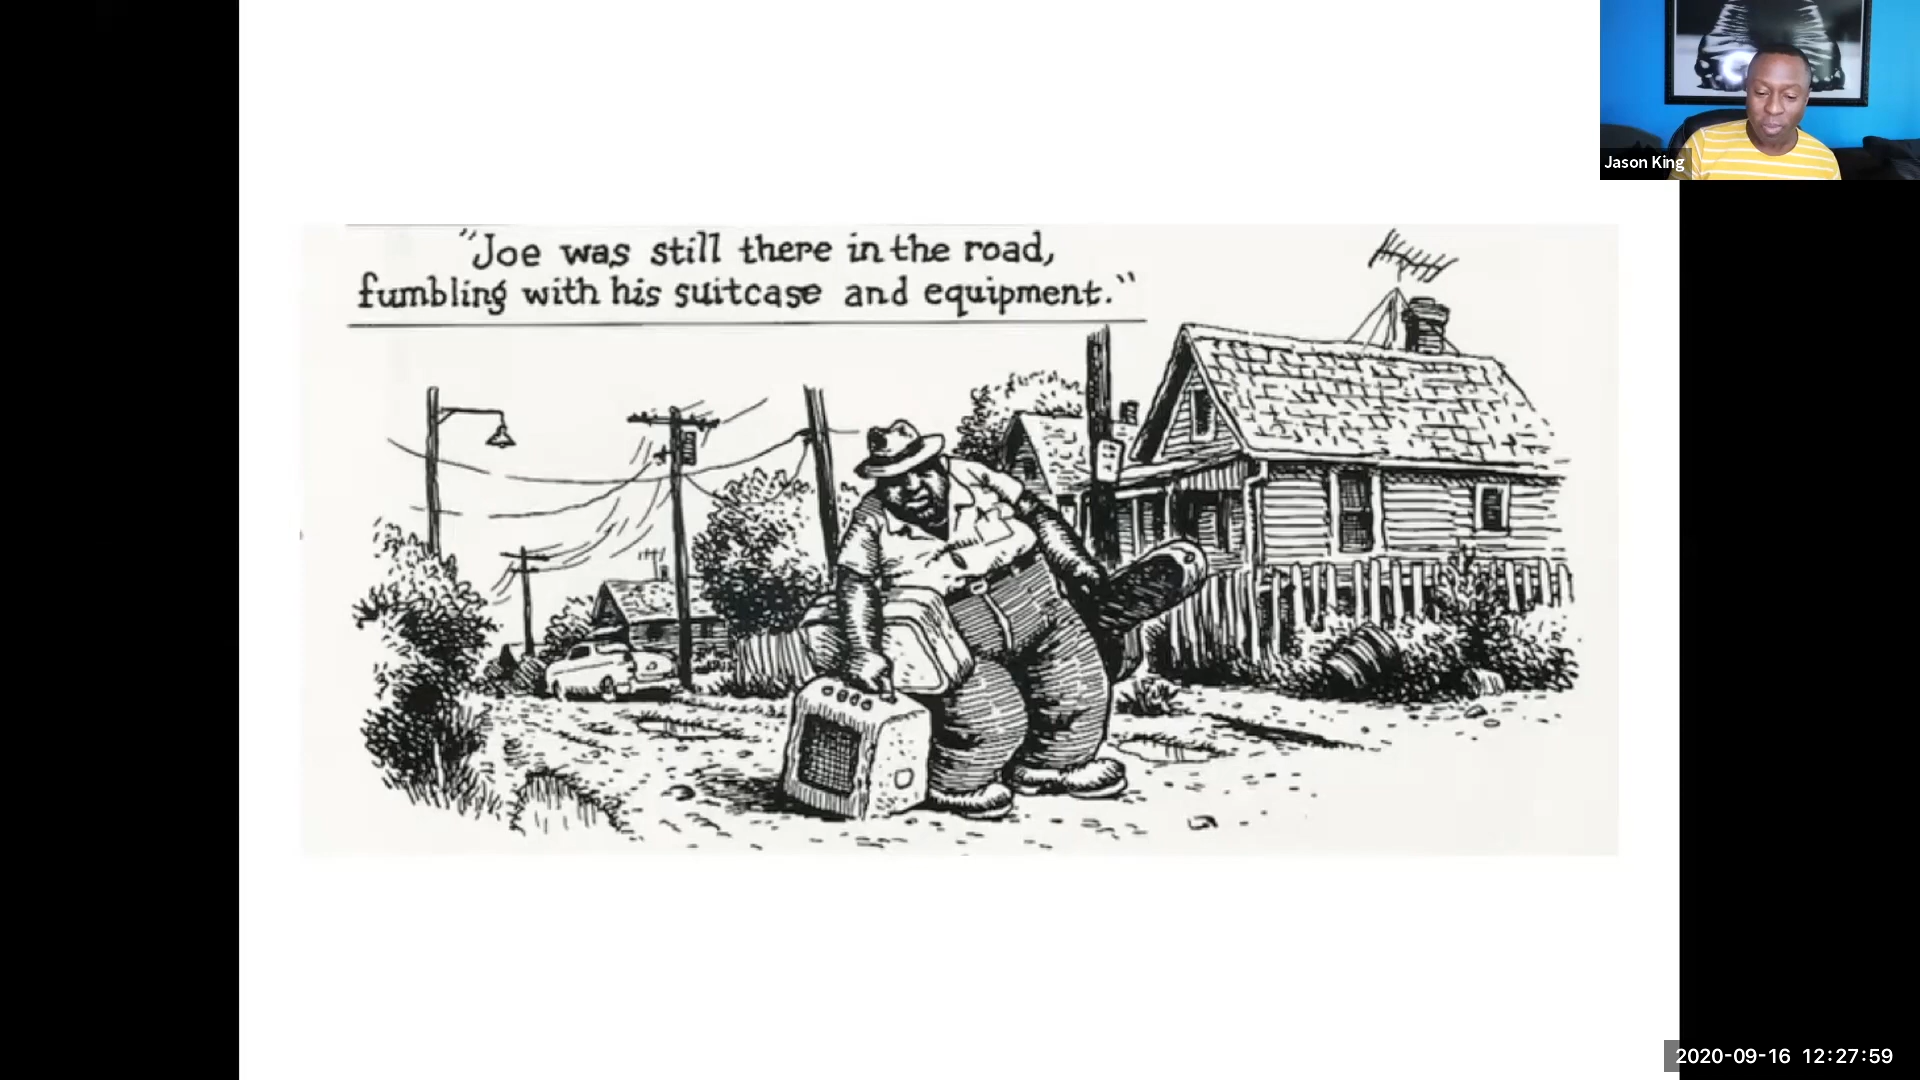 "Joe was still there in the road,
fumbling with his suitcase and equipment."
Jason King
2020-09-16 12:27:59